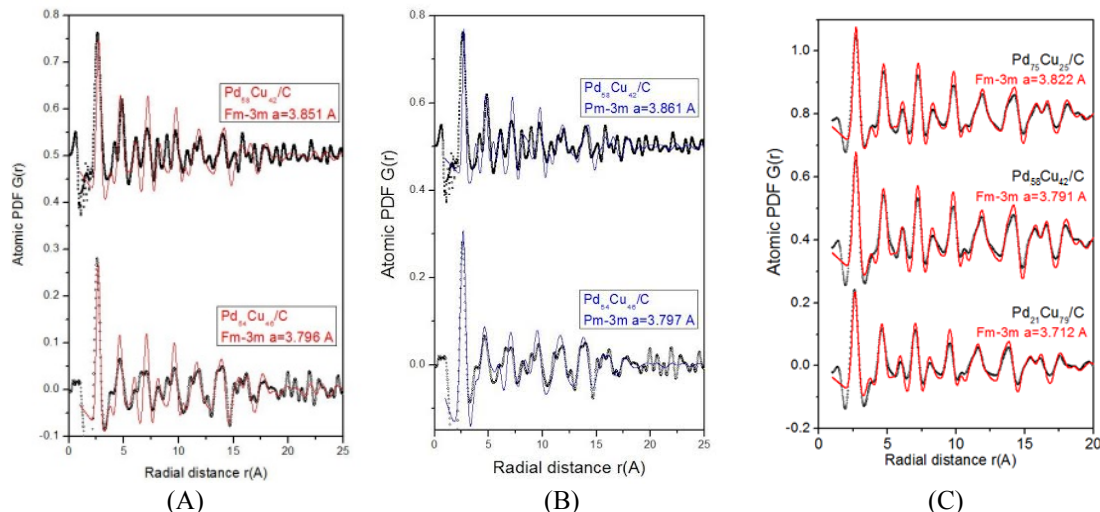 0.8
0.7
0.6
0.5
0.4
0.3
0.2
0.1
0.0
-0.1
0 5 10 15 20 25
Atomic PDF G(r)
Radial distance r(A)
Pd₅₈Cu₄₂/C
Fm-3m a=3.851 A
Pd₅₄Cu₄₆/C
Fm-3m a=3.796 A
(A)
0.8
0.6
0.4
0.2
0.0
0 5 10 15 20 25
Atomic PDF G(r)
Radial distance r(A)
Pd₅₈Cu₄₂/C
Pm-3m a=3.861 A
Pd₅₄Cu₄₆/C
Pm-3m a=3.797 A
(B)
1.0
0.8
0.6
0.4
0.2
0.0
-0.2
0 5 10 15 20
Atomic PDF G(r)
Radial distance r(A)
Pd₇₅Cu₂₅/C
Fm-3m a=3.822 A
Pd₅₈Cu₄₂/C
Fm-3m a=3.791 A
Pd₂₁Cu₇₉/C
Fm-3m a=3.712 A
(C)